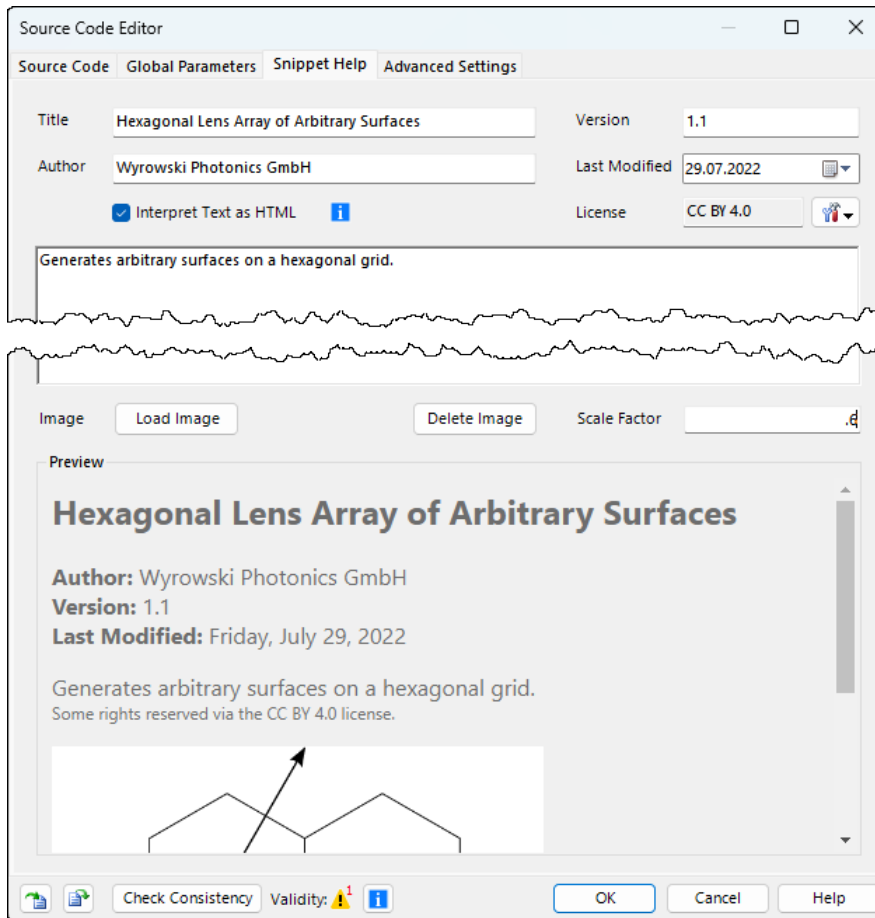 Source Code Editor
Source Code Global Parameters Snippet Help Advanced Settings
Title Hexagonal Lens Array of Arbitrary Surfaces Version 1.1
Author Wyrowski Photonics GmbH Last Modified 29.07.2022
Interpret Text as HTML License CC BY 4.0
Generates arbitrary surfaces on a hexagonal grid.
Image Load Image Delete Image Scale Factor .6
Preview
Hexagonal Lens Array of Arbitrary Surfaces
Author: Wyrowski Photonics GmbH
Version: 1.1
Last Modified: Friday, July 29, 2022
Generates arbitrary surfaces on a hexagonal grid.
Some rights reserved via the CC BY 4.0 license.
Check Consistency Validity: 1 OK Cancel Help